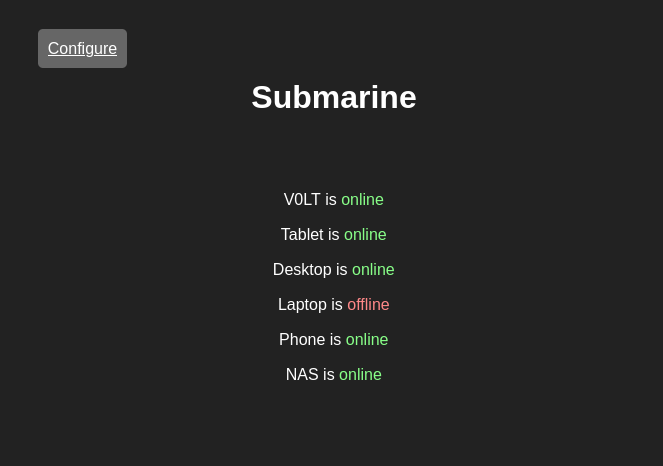 Configure
Submarine
V0LT is online
Tablet is online
Desktop is online
Laptop is offline
Phone is online
NAS is online